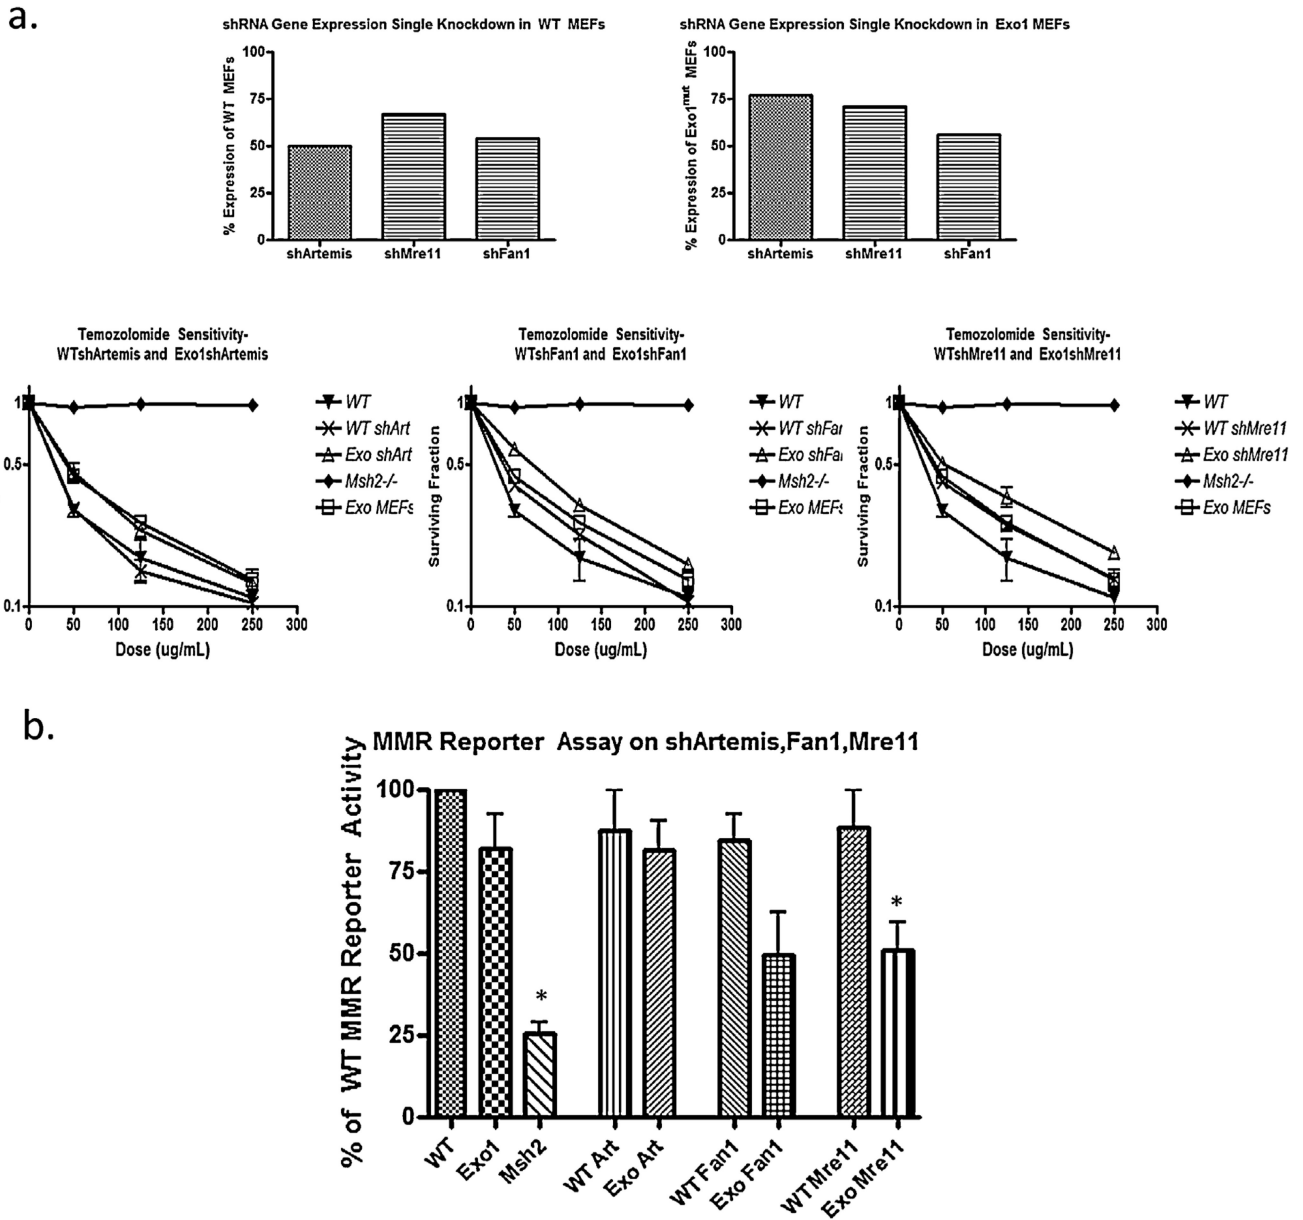 a.
shRNA Gene Expression Single Knockdown in WT MEFs
% Expression of WT MEFs
100
75
50
25
0
shArtemis shMre11 shFan1
shRNA Gene Expression Single Knockdown in Exo1 MEFs
% Expression of Exo1mut MEFs
100
75
50
25
0
shArtemis shMre11 shFan1
Temozolomide Sensitivity-
WTshArtemis and Exo1shArtemis
1
0.5
0.1
0 50 100 150 200 250 300
Dose (ug/mL)
WT
WT shArt
Exo shArt
Msh2-/-
Exo MEFs
Temozolomide Sensitivity-
WTshFan1 and Exo1shFan1
Surviving Fraction
1
0.5
0.1
0 50 100 150 200 250 300
Dose (ug/mL)
WT
WT shFar
Exo shFai
Msh2-/-
Exo MEFs
Temozolomide Sensitivity-
WTshMre11 and Exo1shMre11
Surviving Fraction
1
0.5
0.1
0 50 100 150 200 250 300
Dose (ug/mL)
WT
WT shMre11
Exo shMre11
Msh2-/-
Exo MEFs
b.
MMR Reporter Assay on shArtemis,Fan1,Mre11
% of WT MMR Reporter Activity
100
75
50
25
0
*
*
WT
Exo1
Msh2
WT Art
Exo Art
WT Fan1
Exo Fan1
WT Mre11
Exo Mre11